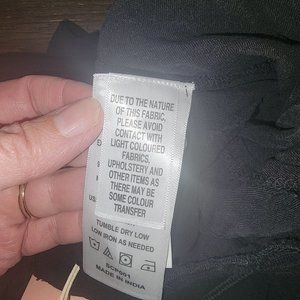 DUE TO THE NATURE
OF THIS FABRIC,
PLEASE AVOID
CONTACT WITH
LIGHT COLOURED
FABRICS,
UPHOLSTERY AND
OTHER ITEMS AS
THERE MAY BE
SOME COLOUR
TRANSFER
TUMBLE DRY LOW
LOW IRON AS NEEDED
MADE IN INDIA